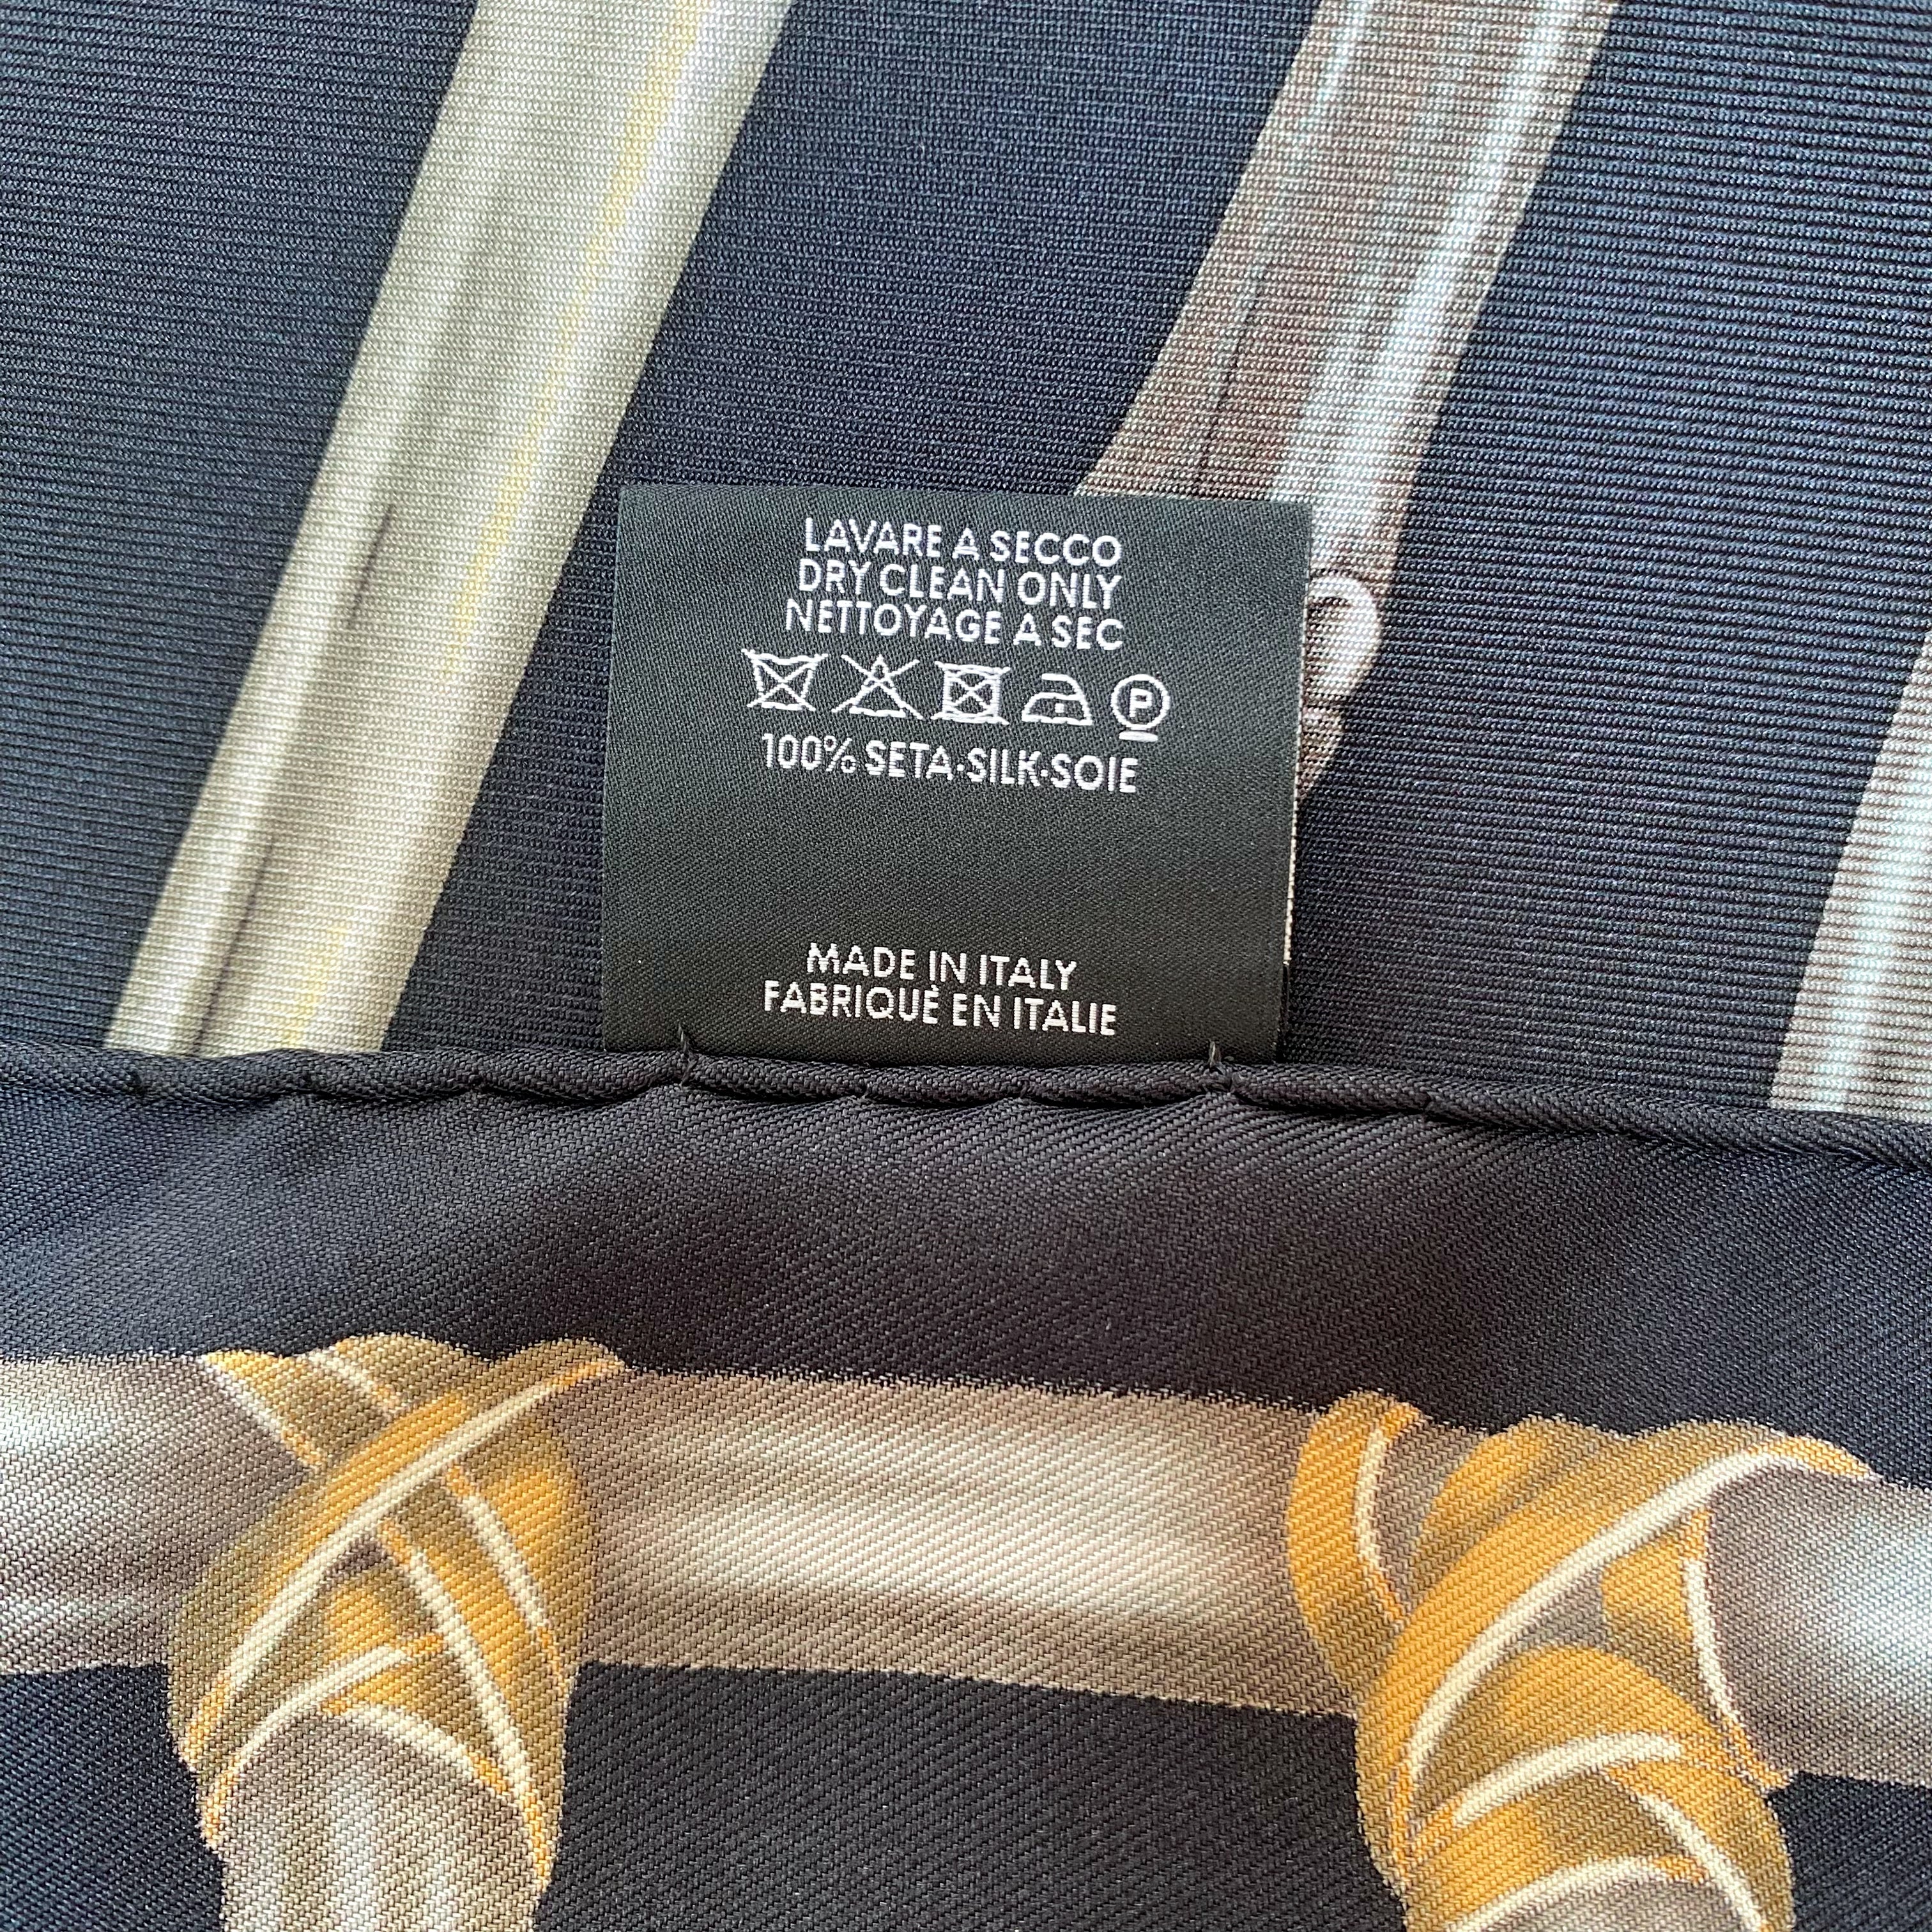 LAVARE A SECCO
DRY CLEAN ONLY
NETTOYAGE A SEC
P
100% SETA·SILK·SOIE
MADE IN ITALY
FABRIQUÉ EN ITALIE